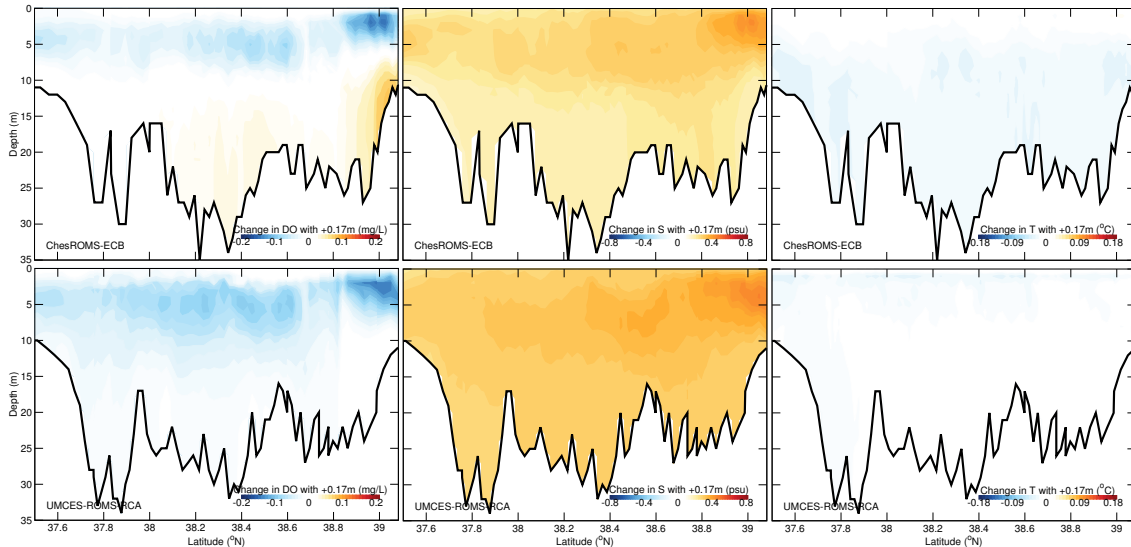 0
5
10
15
20
25
30
35
Depth (m)
Change in DO with +0.17m (mg/L)
-0.2 -0.1 0 0.1 0.2
ChesROMS-ECB
Change in S with +0.17m (psu)
-0.8 -0.4 0 0.4 0.8
ChesROMS-ECB
Change in T with +0.17m (°C)
-0.18 -0.09 0 0.09 0.18
ChesROMS-ECB
0
5
10
15
20
25
30
35
Depth (m)
Change in DO with +0.17m (mg/L)
-0.2 -0.1 0 0.1 0.2
UMCES-ROMS-RCA
Change in S with +0.17m (psu)
-0.8 -0.4 0 0.4 0.8
UMCES-ROMS-RCA
Change in T with +0.17m (°C)
-0.18 -0.09 0 0.09 0.18
UMCES-ROMS-RCA
37.6 37.8 38 38.2 38.4 38.6 38.8 39
Latitude (°N)
37.6 37.8 38 38.2 38.4 38.6 38.8 39
Latitude (°N)
37.6 37.8 38 38.2 38.4 38.6 38.8 39
Latitude (°N)